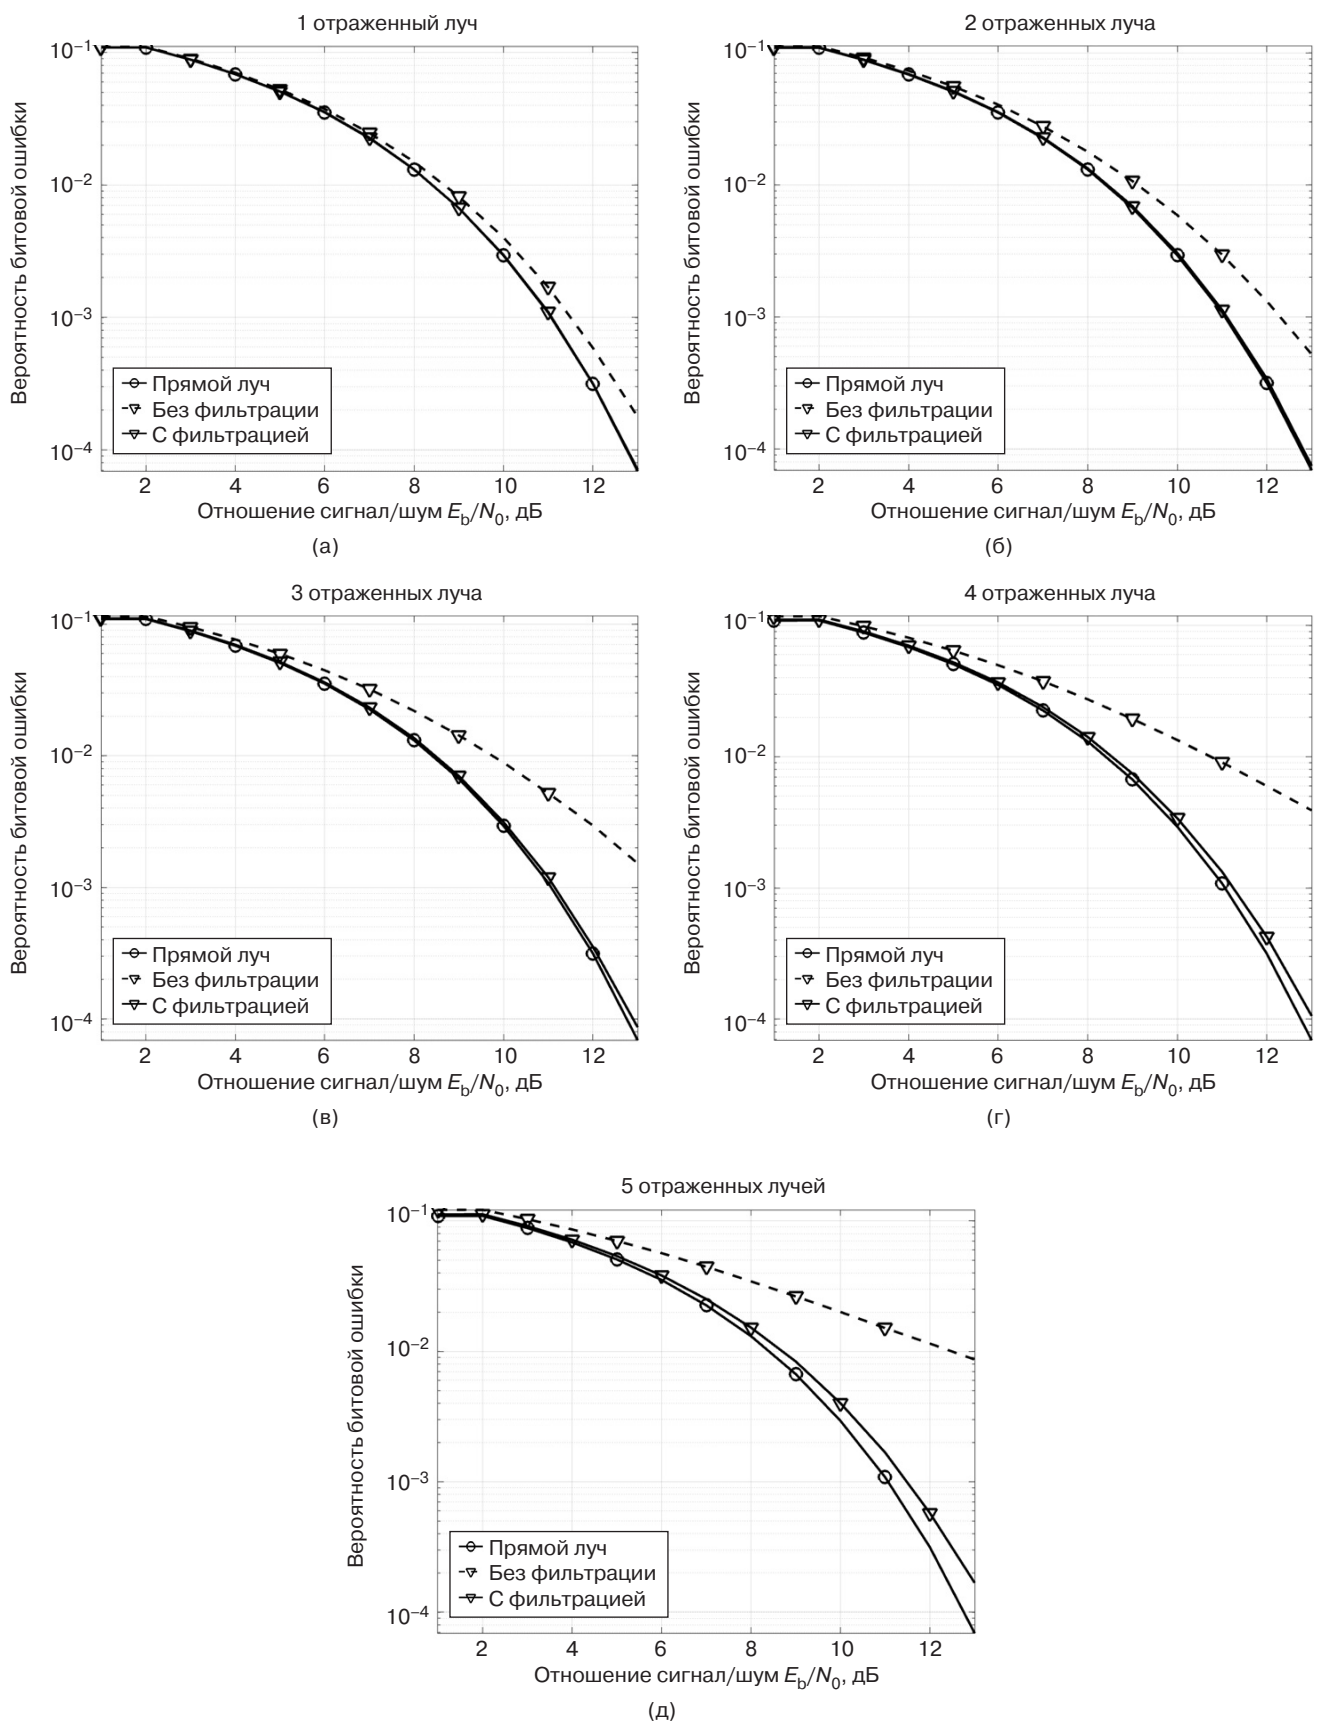 1 отраженный луч
Вероятность битовой ошибки
10⁻¹
10⁻²
10⁻³
10⁻⁴
Прямой луч
Без фильтрации
С фильтрацией
2 4 6 8 10 12
Отношение сигнал/шум E_b/N_0, дБ
(а)
2 отраженных луча
Вероятность битовой ошибки
10⁻¹
10⁻²
10⁻³
10⁻⁴
Прямой луч
Без фильтрации
С фильтрацией
2 4 6 8 10 12
Отношение сигнал/шум E_b/N_0, дБ
(б)
3 отраженных луча
Вероятность битовой ошибки
10⁻¹
10⁻²
10⁻³
10⁻⁴
Прямой луч
Без фильтрации
С фильтрацией
2 4 6 8 10 12
Отношение сигнал/шум E_b/N_0, дБ
(в)
4 отраженных луча
Вероятность битовой ошибки
10⁻¹
10⁻²
10⁻³
10⁻⁴
Прямой луч
Без фильтрации
С фильтрацией
2 4 6 8 10 12
Отношение сигнал/шум E_b/N_0, дБ
(г)
5 отраженных лучей
Вероятность битовой ошибки
10⁻¹
10⁻²
10⁻³
10⁻⁴
Прямой луч
Без фильтрации
С фильтрацией
2 4 6 8 10 12
Отношение сигнал/шум E_b/N_0, дБ
(д)